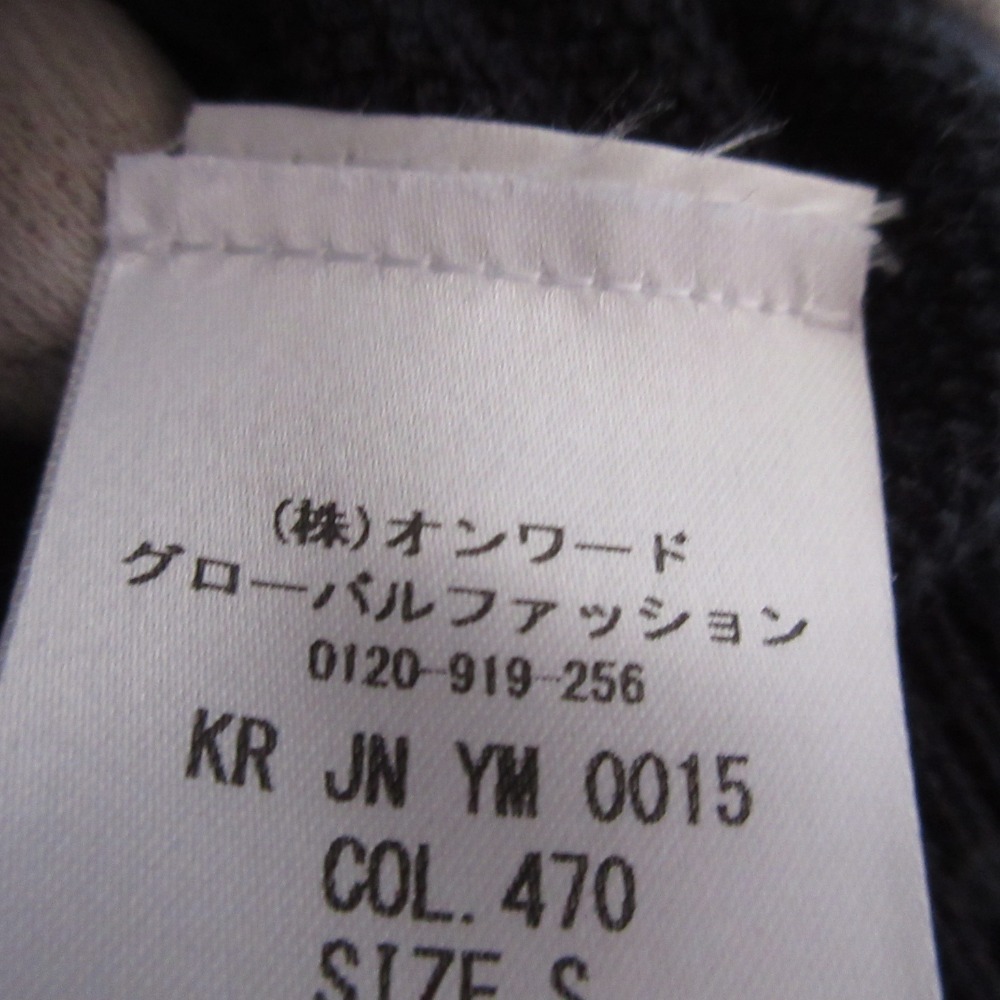 (株)オンワード
グローバルファッション
0120-919-256
KR JN YM 0015
COL. 470
SIZE S